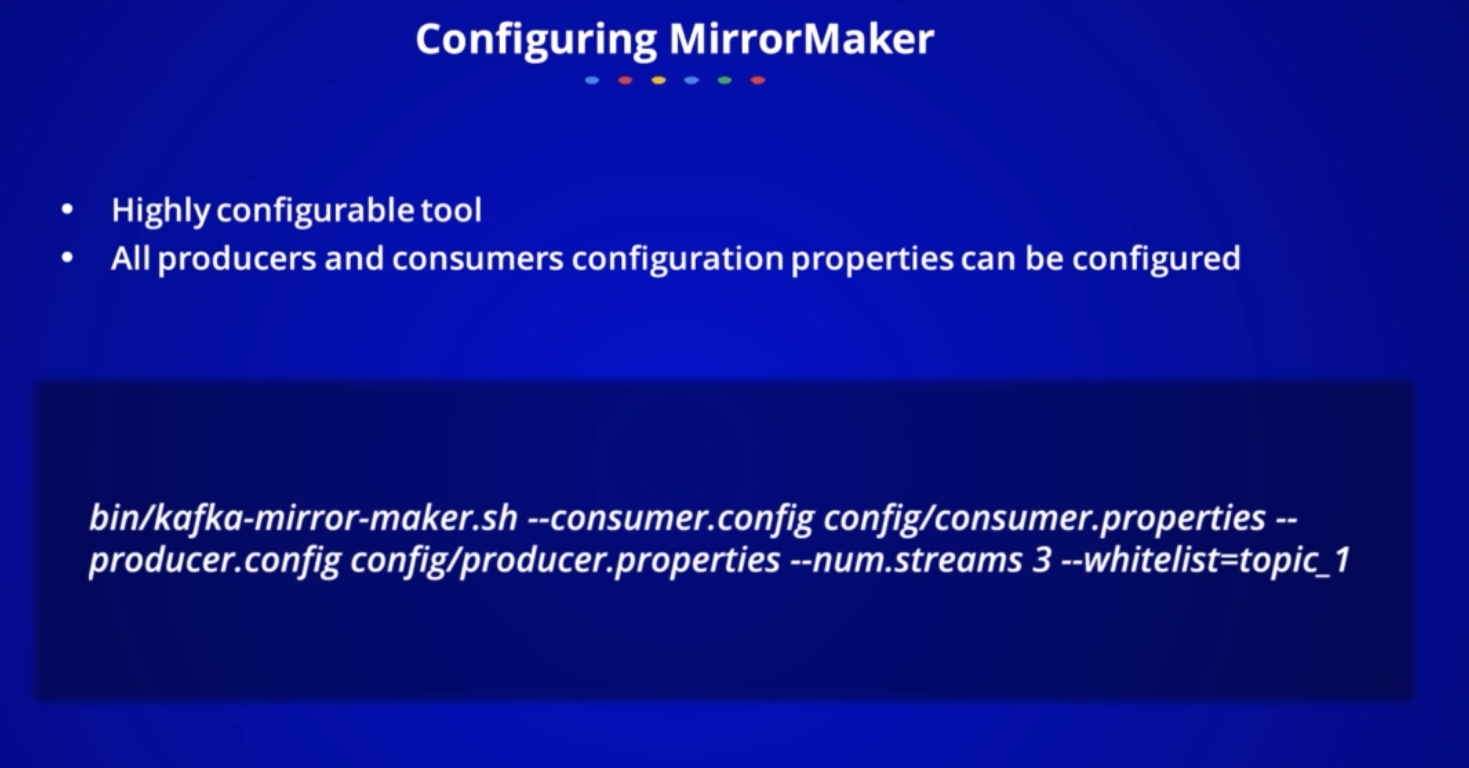 Configuring MirrorMaker
• Highly configurable tool
• All producers and consumers configuration properties can be configured
bin/kafka-mirror-maker.sh --consumer.config config/consumer.properties --
producer.config config/producer.properties --num.streams 3 --whitelist=topic_1